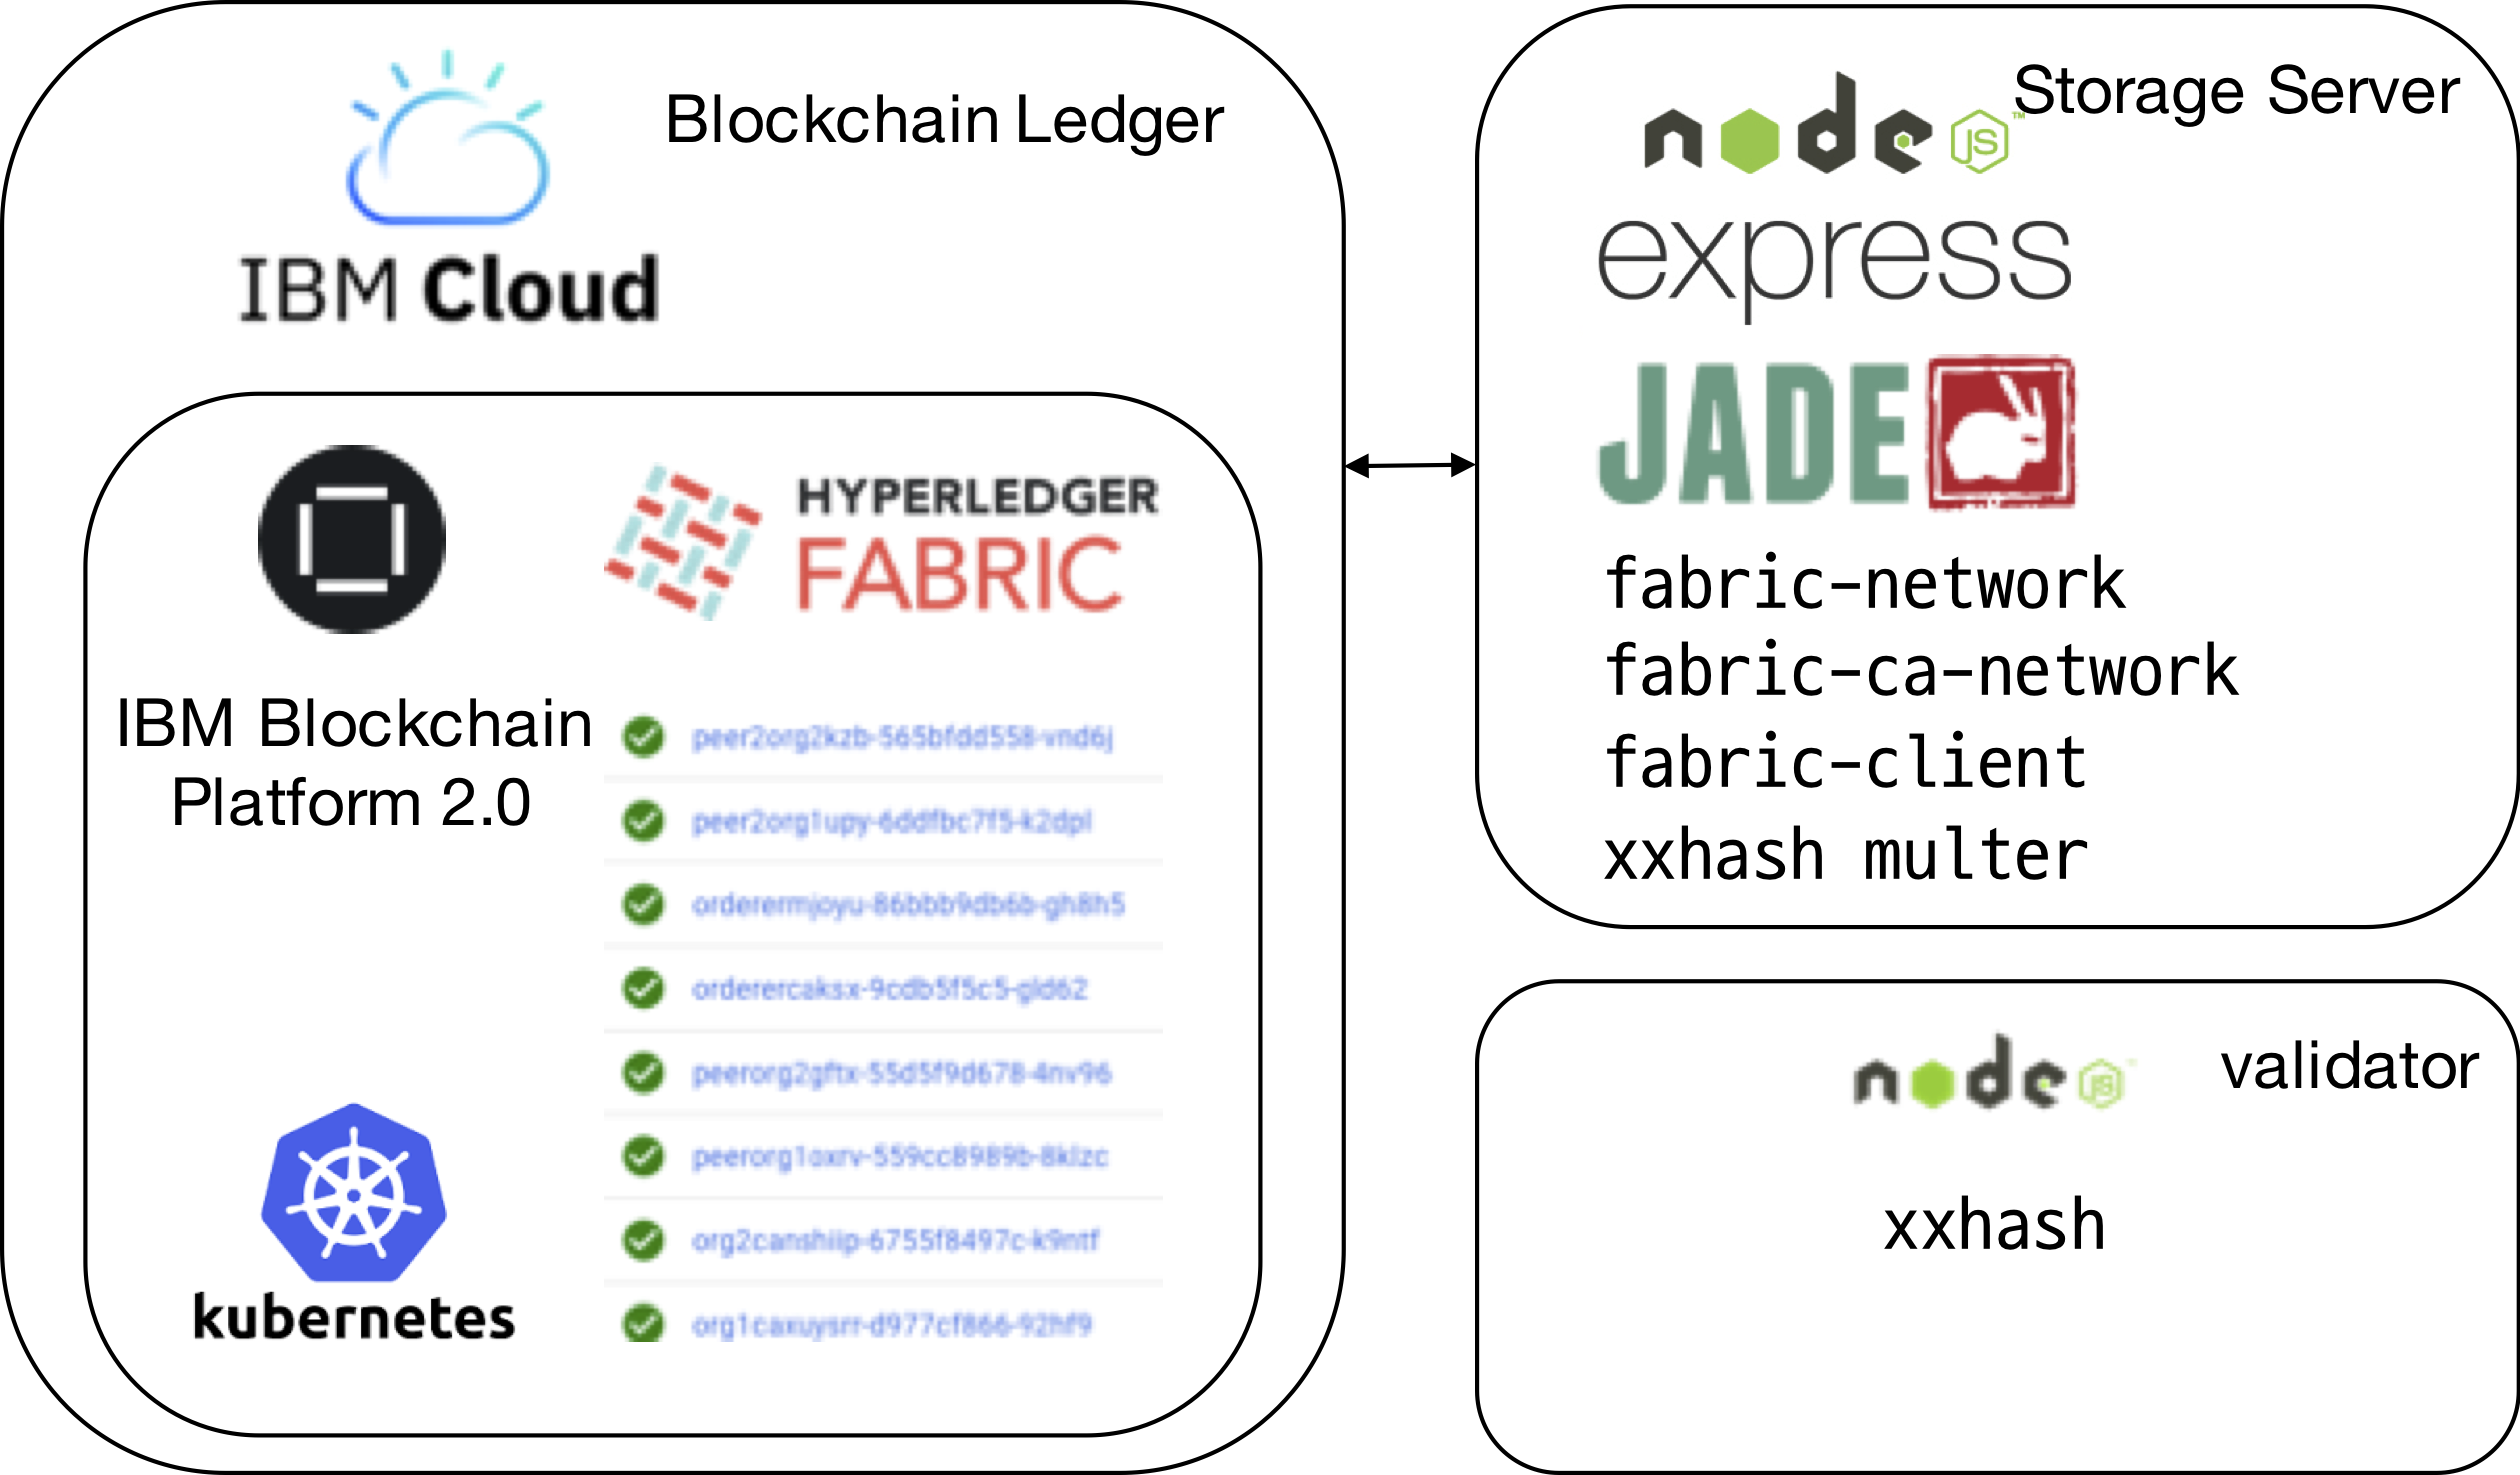 Blockchain Ledger
IBM Cloud
HYPERLEDGER
FABRIC
IBM Blockchain
Platform 2.0
peer2org2kzb-565bfdd558-vnd6j
peer2org1upy-6ddfbc7f5-k2dpl
orderermjoyu-86bbb9db6b-gh8h5
orderercaksx-9cdb5f5c5-gld62
peerorg2gftx-55d5f9d678-4nv96
peerorg1oxrv-559cc8989b-8klzc
org2canshiip-6755f8497c-k9ntf
org1caxuysrr-d977cf866-92hf9
kubernetes
Storage Server
node JS™
express
JADE
fabric-network
fabric-ca-network
fabric-client
xxhash multer
validator
node JS
xxhash